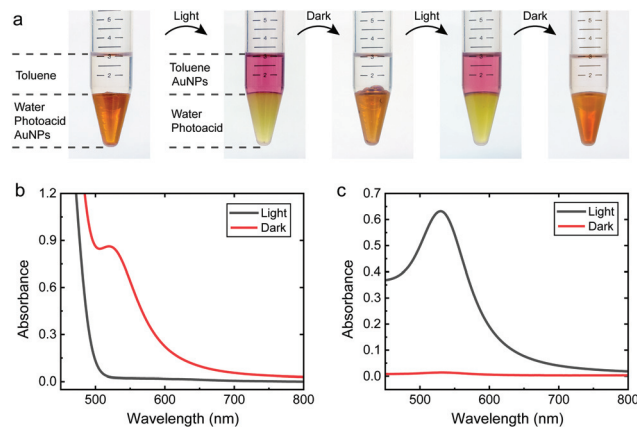 a
Light
Dark
Light
Dark
Toluene
Water
Photoacid
AuNPs
Toluene
AuNPs
Water
Photoacid
b
1.2
0.9
0.6
0.3
0.0
Absorbance
500
600
700
800
Wavelength (nm)
Light
Dark
c
0.7
0.6
0.5
0.4
0.3
0.2
0.1
0.0
Absorbance
500
600
700
800
Wavelength (nm)
Light
Dark